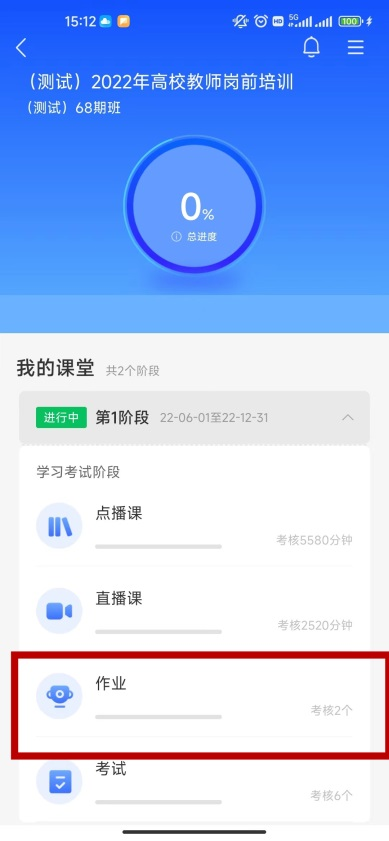 15:12
HD 5G 100
（测试）2022年高校教师岗前培训
（测试）68期班
0%
总进度
我的课堂 共2个阶段
进行中 第1阶段 22-06-01至22-12-31
学习考试阶段
点播课
考核5580分钟
直播课
考核2520分钟
作业
考核2个
考试
考核6个